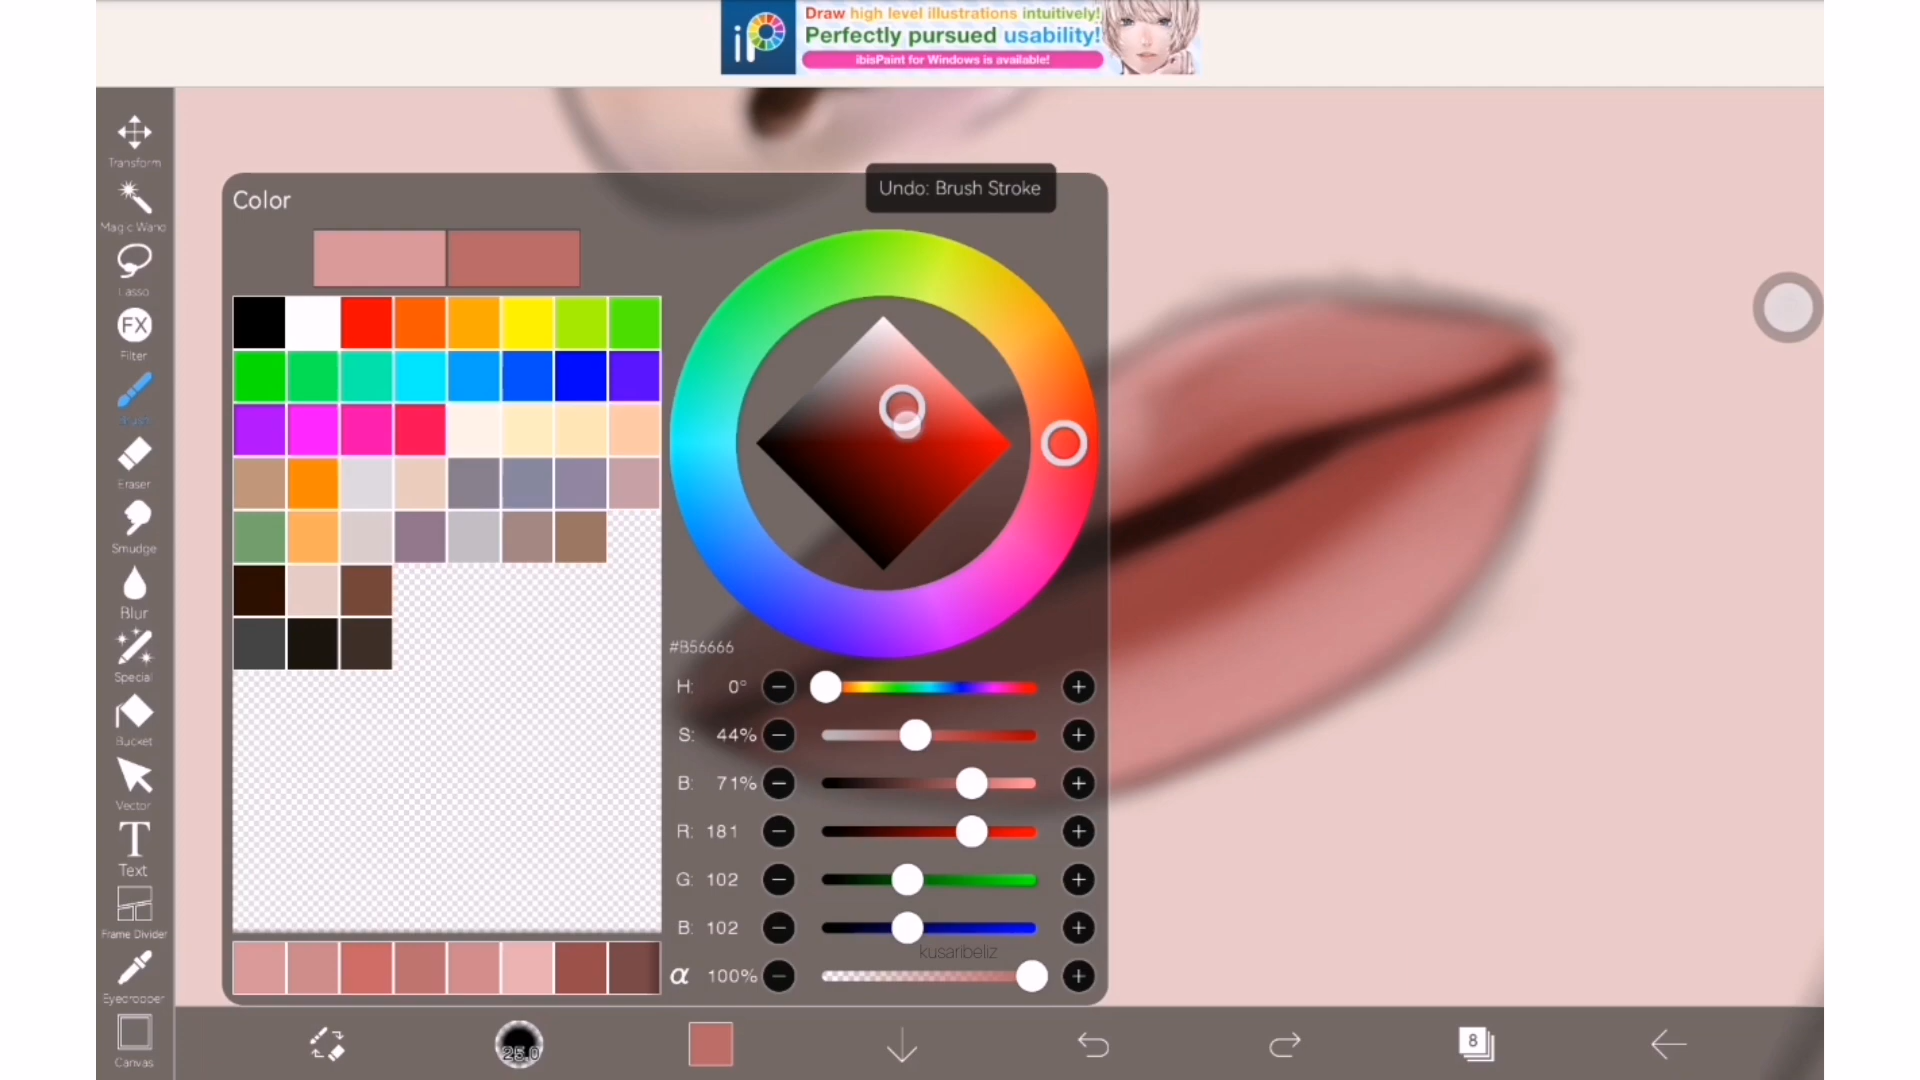 iP
Draw high level illustrations intuitively!
Perfectly pursued usability!
ibisPaint for Windows is available!
Transform
Magic Wand
Lasso
FX
Filter
Brush
Eraser
Smudge
Blur
Special
Bucket
Vector
T
Text
Frame Divider
Eyedropper
Canvas
Color
Undo: Brush Stroke
#B56666
H: 0°
S: 44%
B: 71%
R: 181
G: 102
B: 102
kusaribeliz
α 100%
25.0
8